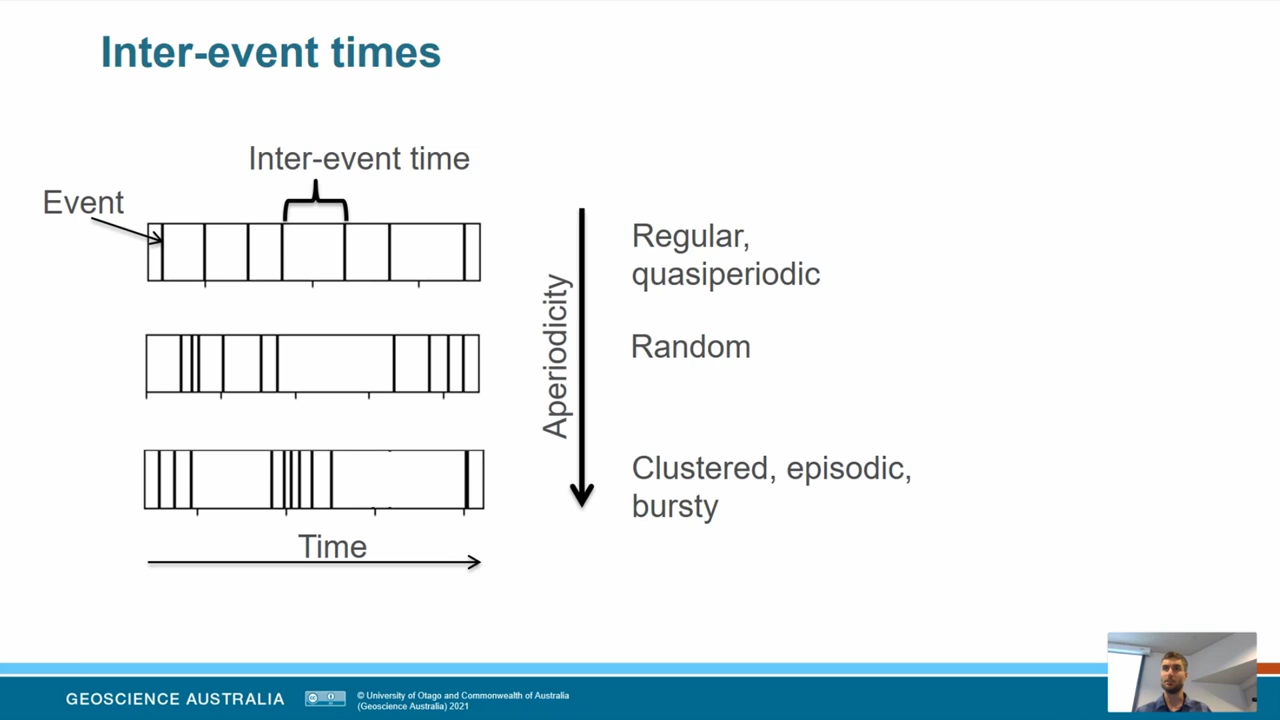 Inter-event times
Inter-event time
Event
Aperiodicity
Regular,
quasiperiodic
Random
Clustered, episodic,
bursty
Time
GEOSCIENCE AUSTRALIA
© University of Otago and Commonwealth of Australia
(Geoscience Australia) 2021